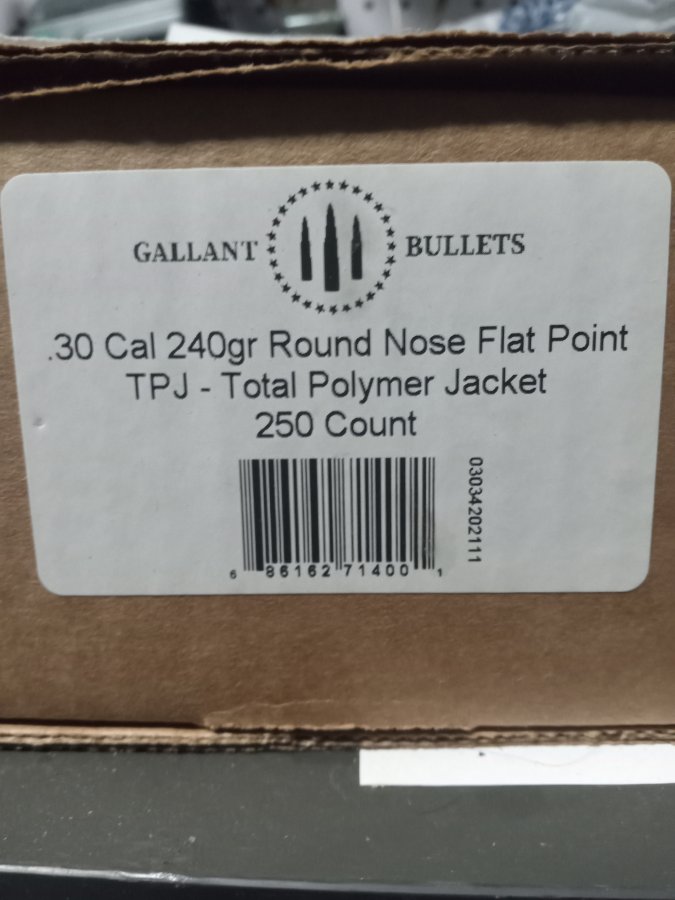 GALLANT BULLETS
.30 Cal 240gr Round Nose Flat Point
TPJ - Total Polymer Jacket
250 Count
03034202111
6 86162 71400 1